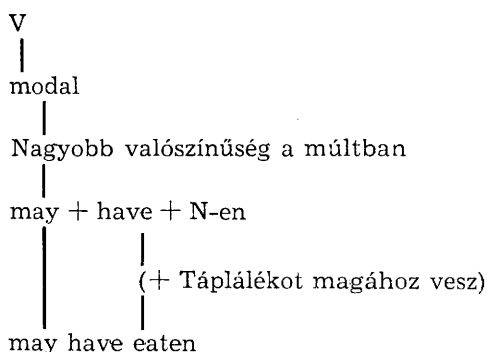 V
modal
Nagyobb valószínűség a múltban
may + have + N-en
(+ Táplálékot magához vesz)
may have eaten